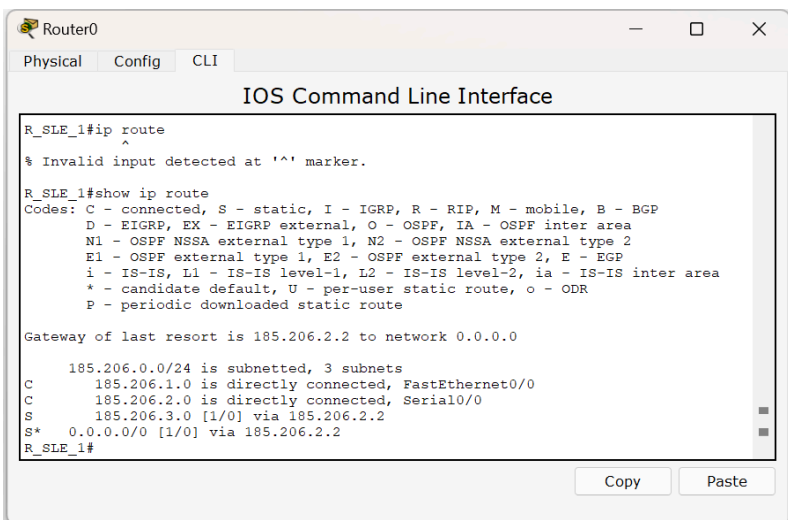 Router0
Physical Config CLI
IOS Command Line Interface
R_SLE_1#ip route
^
% Invalid input detected at '^' marker.
R_SLE_1#show ip route
Codes: C - connected, S - static, I - IGRP, R - RIP, M - mobile, B - BGP
D - EIGRP, EX - EIGRP external, O - OSPF, IA - OSPF inter area
N1 - OSPF NSSA external type 1, N2 - OSPF NSSA external type 2
E1 - OSPF external type 1, E2 - OSPF external type 2, E - EGP
i - IS-IS, L1 - IS-IS level-1, L2 - IS-IS level-2, ia - IS-IS inter area
* - candidate default, U - per-user static route, o - ODR
P - periodic downloaded static route
Gateway of last resort is 185.206.2.2 to network 0.0.0.0
185.206.0.0/24 is subnetted, 3 subnets
C 185.206.1.0 is directly connected, FastEthernet0/0
C 185.206.2.0 is directly connected, Serial0/0
S 185.206.3.0 [1/0] via 185.206.2.2
S* 0.0.0.0/0 [1/0] via 185.206.2.2
R_SLE_1#
Copy Paste